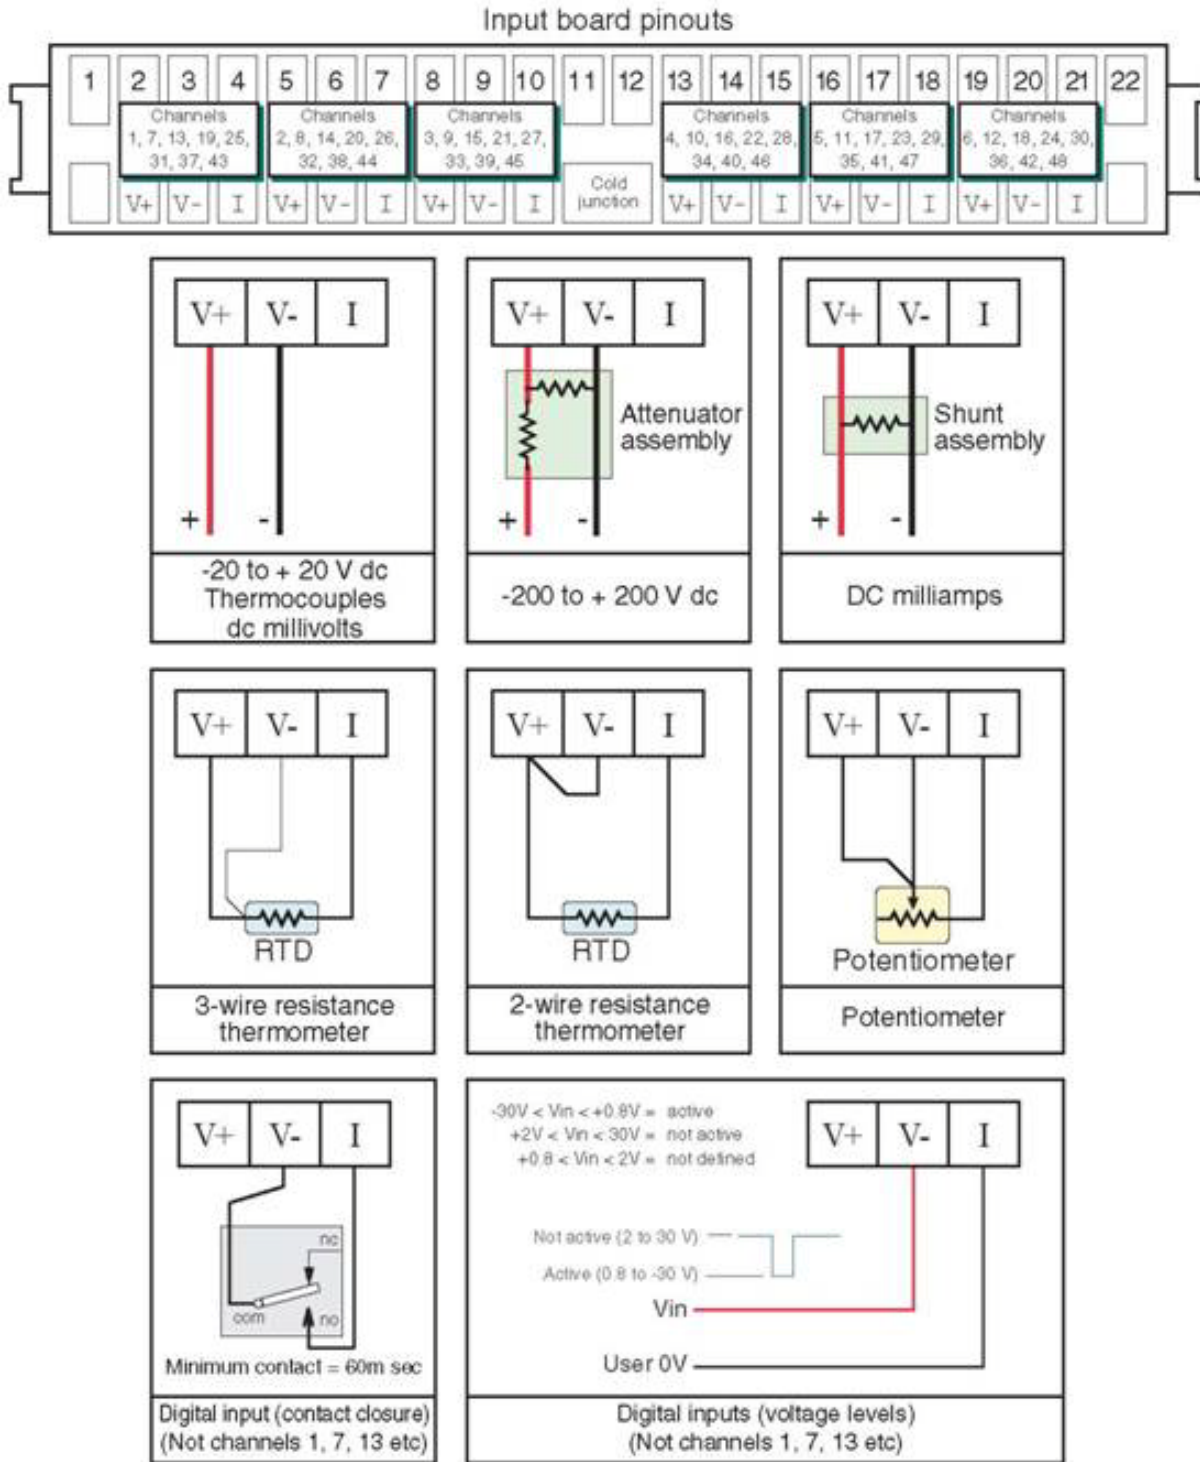 Input board pinouts
1 2 3 4 5 6 7 8 9 10 11 12 13 14 15 16 17 18 19 20 21 22
Channels
1, 7, 13, 19, 25,
31, 37, 43
Channels
2, 8, 14, 20, 26,
32, 38, 44
Channels
3, 9, 15, 21, 27,
33, 39, 45
Channels
4, 10, 16, 22, 28,
34, 40, 46
Channels
5, 11, 17, 23, 29,
35, 41, 47
Channels
6, 12, 18, 24, 30,
36, 42, 48
V+ V- I V+ V- I V+ V- I
Cold
junction
V+ V- I V+ V- I V+ V- I
V+ V- I
+ -
-20 to + 20 V dc
Thermocouples
dc millivolts
V+ V- I
Attenuator
assembly
+ -
-200 to + 200 V dc
V+ V- I
Shunt
assembly
+ -
DC milliamps
V+ V- I
RTD
3-wire resistance
thermometer
V+ V- I
RTD
2-wire resistance
thermometer
V+ V- I
Potentiometer
Potentiometer
V+ V- I
nc
com
no
Minimum contact = 60m sec
Digital input (contact closure)
(Not channels 1, 7, 13 etc)
-30V < Vin < +0.8V = active
+2V < Vin < 30V = not active
+0.8 < Vin < 2V = not defined
V+ V- I
Not active (2 to 30 V)
Active (0.8 to -30 V)
Vin
User 0V
Digital inputs (voltage levels)
(Not channels 1, 7, 13 etc)